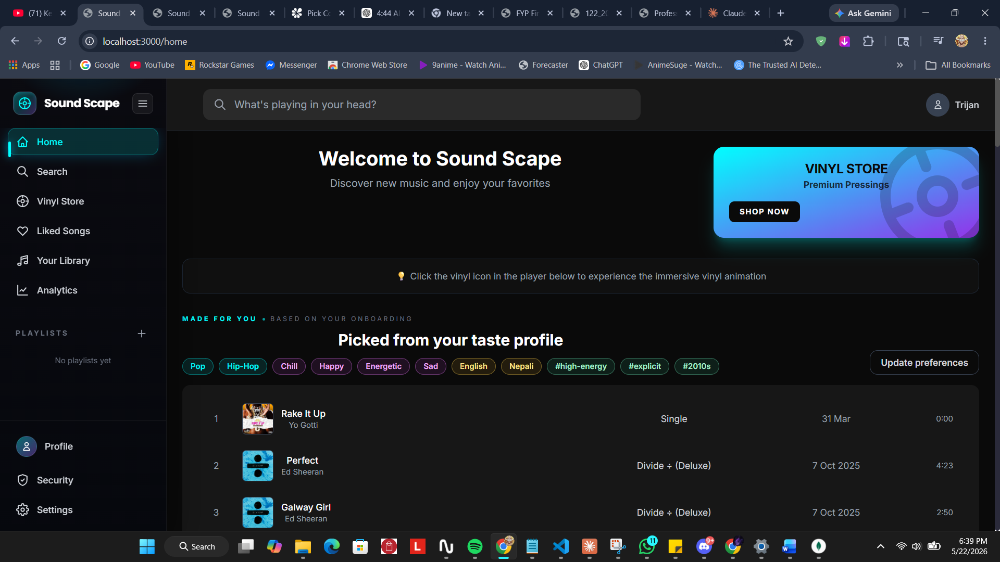 (71) Ke
Sound
Sound
Sound
Pick Co
4:44 A
New ta
FYP Fi
122_20
Profes
Claude
Ask Gemini
localhost:3000/home
Apps
Google
YouTube
Rockstar Games
Messenger
Chrome Web Store
9anime - Watch Ani...
Forecaster
ChatGPT
AnimeSuge - Watch...
The Trusted AI Dete...
All Bookmarks
Sound Scape
What's playing in your head?
Trijan
Home
Search
Vinyl Store
Liked Songs
Your Library
Analytics
PLAYLISTS
No playlists yet
Profile
Security
Settings
Welcome to Sound Scape
Discover new music and enjoy your favorites
VINYL STORE
Premium Pressings
SHOP NOW
Click the vinyl icon in the player below to experience the immersive vinyl animation
MADE FOR YOU • BASED ON YOUR ONBOARDING
Picked from your taste profile
Pop Hip-Hop Chill Happy Energetic Sad English Nepali #high-energy #explicit #2010s
Update preferences
1 Rake It Up Single 31 Mar 0:00
Yo Gotti
2 Perfect Divide ÷ (Deluxe) 7 Oct 2025 4:23
Ed Sheeran
3 Galway Girl Divide ÷ (Deluxe) 7 Oct 2025 2:50
Ed Sheeran
Search
11
9+
6:39 PM
5/22/2026